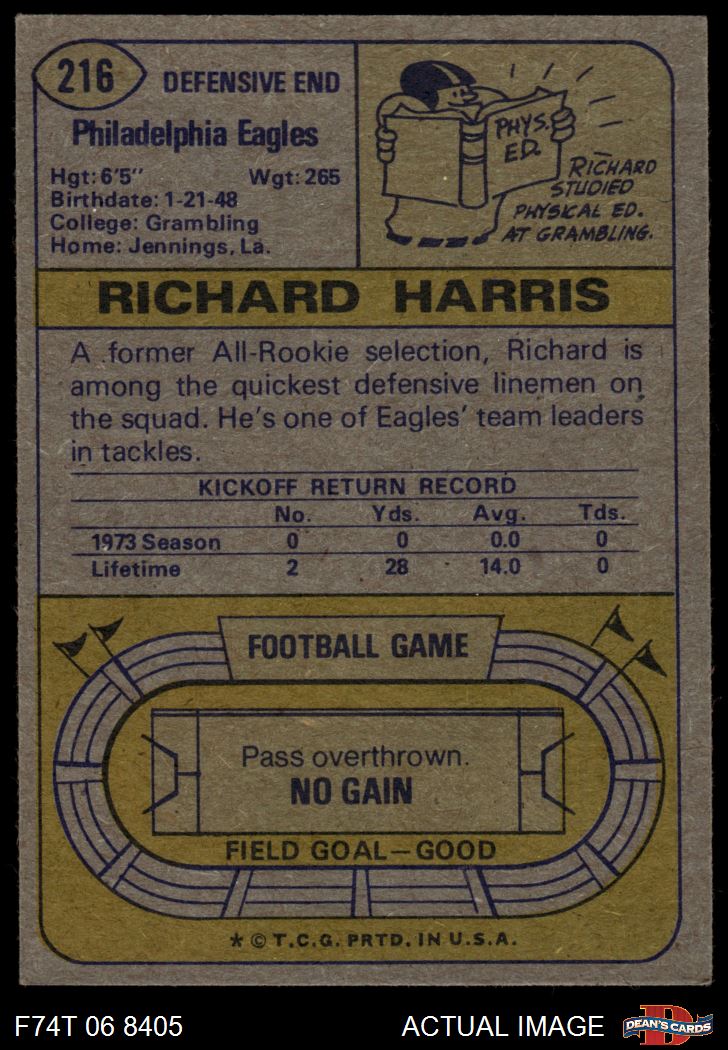 216
DEFENSIVE END
Philadelphia Eagles
Hgt: 6'5" Wgt: 265
Birthdate: 1-21-48
College: Grambling
Home: Jennings, La.
PHYS.
ED.
RICHARD
STUDIED
PHYSICAL ED.
AT GRAMBLING.
RICHARD HARRIS
A former All-Rookie selection, Richard is
among the quickest defensive linemen on
the squad. He's one of Eagles' team leaders
in tackles.
KICKOFF RETURN RECORD
No. Yds. Avg. Tds.
1973 Season 0 0 0.0 0
Lifetime 2 28 14.0 0
FOOTBALL GAME
Pass overthrown.
NO GAIN
FIELD GOAL—GOOD
* © T.C.G. PRTD. IN U.S.A.
F74T 06 8405 ACTUAL IMAGE
D
DEAN'S CARDS